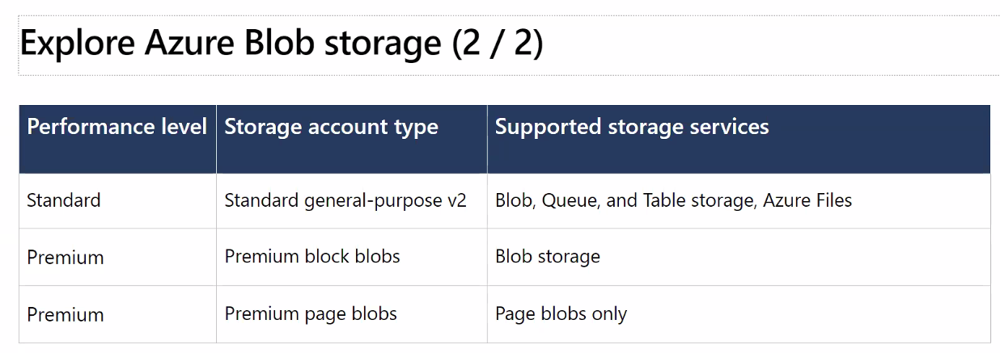 Explore Azure Blob storage (2 / 2)
Performance level Storage account type Supported storage services
Standard Standard general-purpose v2 Blob, Queue, and Table storage, Azure Files
Premium Premium block blobs Blob storage
Premium Premium page blobs Page blobs only